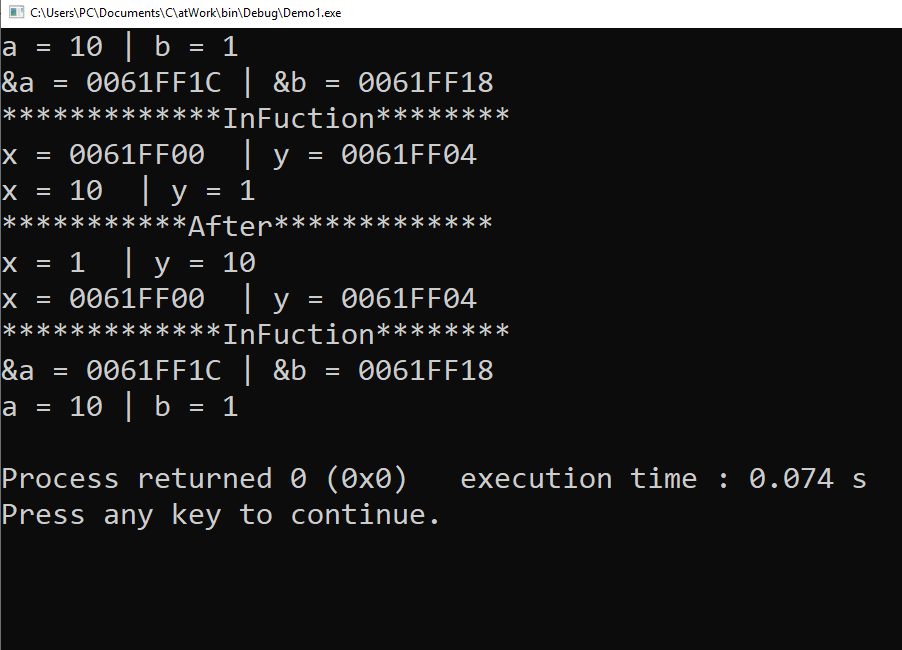 C:\Users\PC\Documents\C\atWork\bin\Debug\Demo1.exe
a = 10 | b = 1
&a = 0061FF1C | &b = 0061FF18
*************InFuction********
x = 0061FF00  | y = 0061FF04
x = 10  | y = 1
***********After*************
x = 1  | y = 10
x = 0061FF00  | y = 0061FF04
*************InFuction********
&a = 0061FF1C | &b = 0061FF18
a = 10 | b = 1
Process returned 0 (0x0)   execution time : 0.074 s
Press any key to continue.